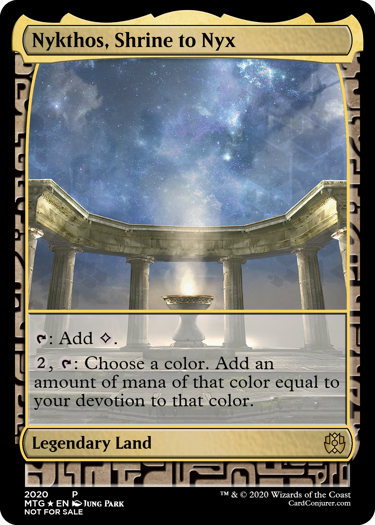 Nykthos, Shrine to Nyx
: Add .
2, : Choose a color. Add an
amount of mana of that color equal to
your devotion to that color.
Legendary Land
2020 P
MTG ★ EN Jung Park
NOT FOR SALE
™ & © 2020 Wizards of the Coast
CardConjurer.com